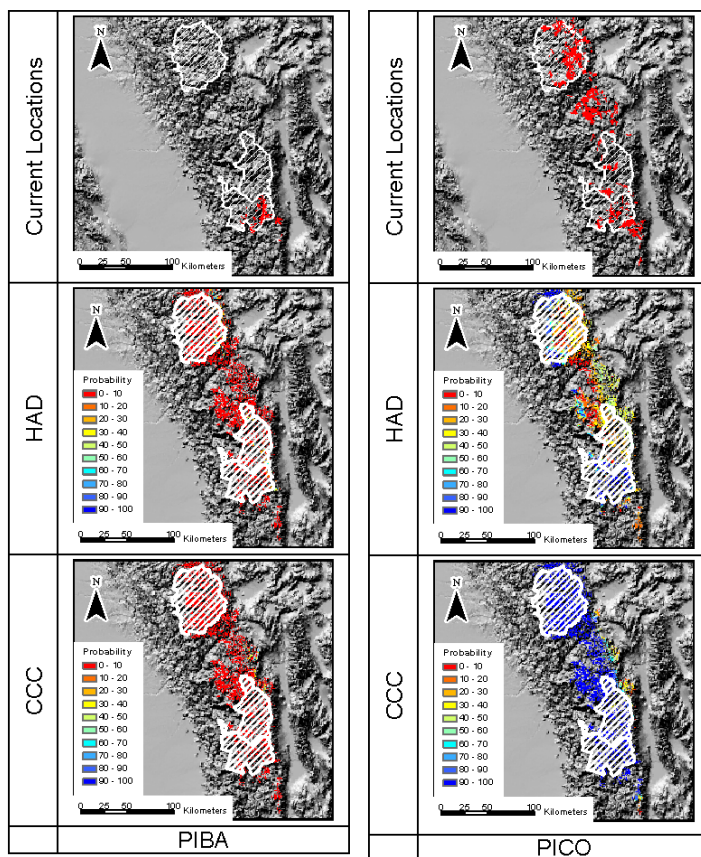 Current Locations
N
0 25 50 100
Kilometers
HAD
N
Probability
0 - 10
10 - 20
20 - 30
30 - 40
40 - 50
50 - 60
60 - 70
70 - 80
80 - 90
90 - 100
0 25 50 100
Kilometers
CCC
N
Probability
0 - 10
10 - 20
20 - 30
30 - 40
40 - 50
50 - 60
60 - 70
70 - 80
80 - 90
90 - 100
0 25 50 100
Kilometers
PIBA
Current Locations
N
0 25 50 100
Kilometers
HAD
N
Probability
0 - 10
10 - 20
20 - 30
30 - 40
40 - 50
50 - 60
60 - 70
70 - 80
80 - 90
90 - 100
0 25 50 100
Kilometers
CCC
N
Probability
0 - 10
10 - 20
20 - 30
30 - 40
40 - 50
50 - 60
60 - 70
70 - 80
80 - 90
90 - 100
0 25 50 100
Kilometers
PICO